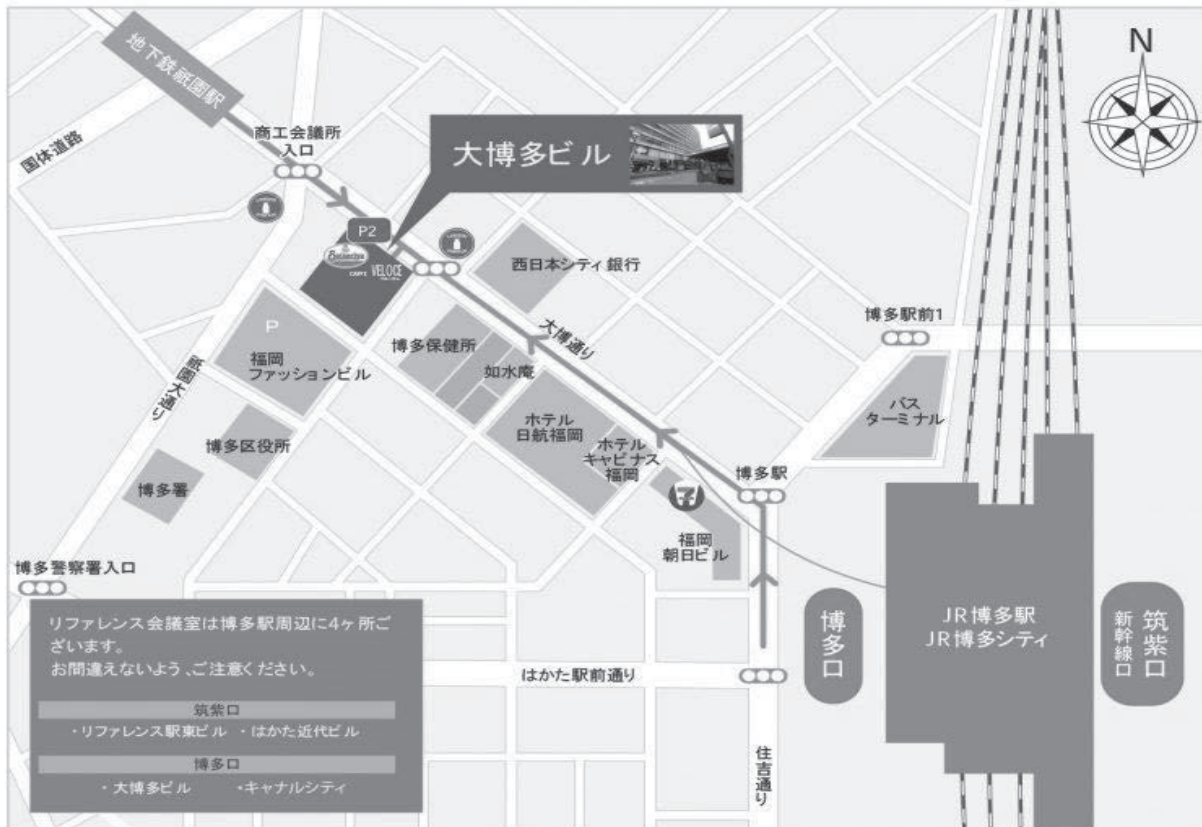 N
地下鉄祇園駅
国体道路
商工会議所
入口
大博多ビル
P2
VELOCE
西日本シティ銀行
大博通り
博多駅前1
P
福岡
ファッションビル
博多保健所
如水庵
バス
ターミナル
祇園大通り
博多区役所
ホテル
日航福岡
ホテル
キャビナス
福岡
博多駅
博多署
福岡
朝日ビル
博多警察署入口
博多口
JR博多駅
JR博多シティ
筑紫口
新幹線口
はかた駅前通り
住吉通り
リファレンス会議室は博多駅周辺に4ヶ所ご
ざいます。
お間違えないよう、ご注意ください。
筑紫口
・リファレンス駅東ビル ・はかた近代ビル
博多口
・大博多ビル ・キャナルシティ